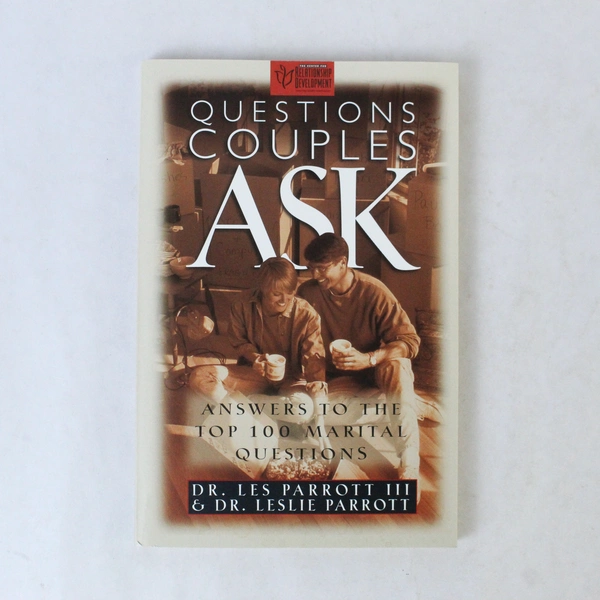 THE CENTER FOR
RELATIONSHIP
DEVELOPMENT
QUESTIONS
COUPLES
ASK
ANSWERS TO THE
TOP 100 MARITAL
QUESTIONS
DR. LES PARROTT III
& DR. LESLIE PARROTT